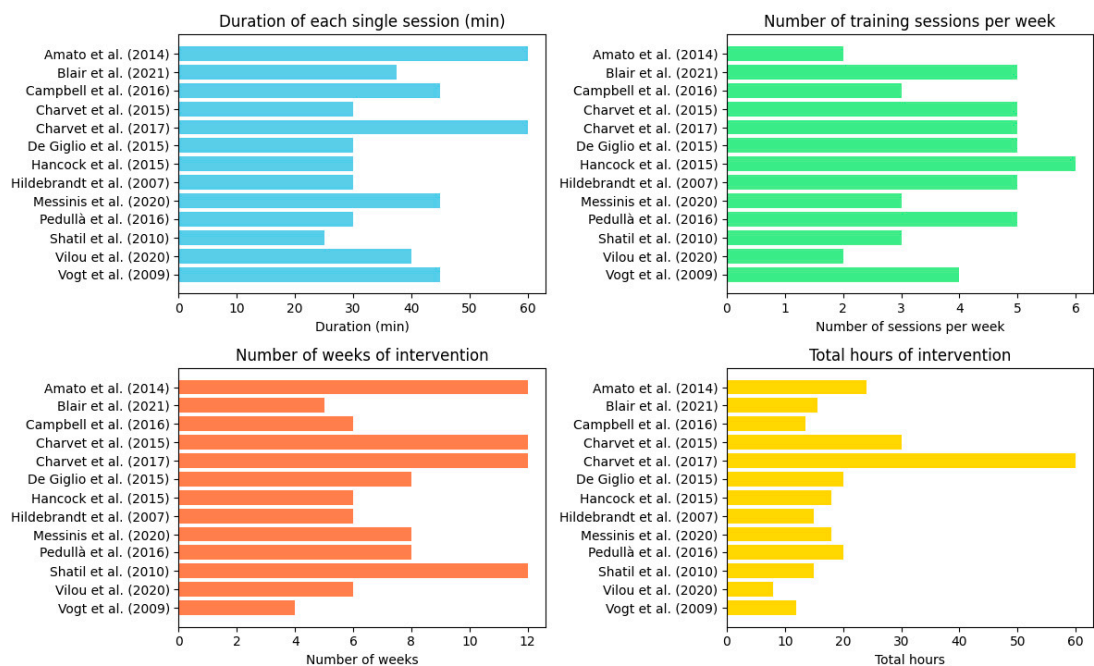 Duration of each single session (min)
Amato et al. (2014)
Blair et al. (2021)
Campbell et al. (2016)
Charvet et al. (2015)
Charvet et al. (2017)
De Giglio et al. (2015)
Hancock et al. (2015)
Hildebrandt et al. (2007)
Messinis et al. (2020)
Pedullà et al. (2016)
Shatil et al. (2010)
Vilou et al. (2020)
Vogt et al. (2009)
0 10 20 30 40 50 60
Duration (min)
Number of training sessions per week
Amato et al. (2014)
Blair et al. (2021)
Campbell et al. (2016)
Charvet et al. (2015)
Charvet et al. (2017)
De Giglio et al. (2015)
Hancock et al. (2015)
Hildebrandt et al. (2007)
Messinis et al. (2020)
Pedullà et al. (2016)
Shatil et al. (2010)
Vilou et al. (2020)
Vogt et al. (2009)
0 1 2 3 4 5 6
Number of sessions per week
Number of weeks of intervention
Amato et al. (2014)
Blair et al. (2021)
Campbell et al. (2016)
Charvet et al. (2015)
Charvet et al. (2017)
De Giglio et al. (2015)
Hancock et al. (2015)
Hildebrandt et al. (2007)
Messinis et al. (2020)
Pedullà et al. (2016)
Shatil et al. (2010)
Vilou et al. (2020)
Vogt et al. (2009)
0 2 4 6 8 10 12
Number of weeks
Total hours of intervention
Amato et al. (2014)
Blair et al. (2021)
Campbell et al. (2016)
Charvet et al. (2015)
Charvet et al. (2017)
De Giglio et al. (2015)
Hancock et al. (2015)
Hildebrandt et al. (2007)
Messinis et al. (2020)
Pedullà et al. (2016)
Shatil et al. (2010)
Vilou et al. (2020)
Vogt et al. (2009)
0 10 20 30 40 50 60
Total hours